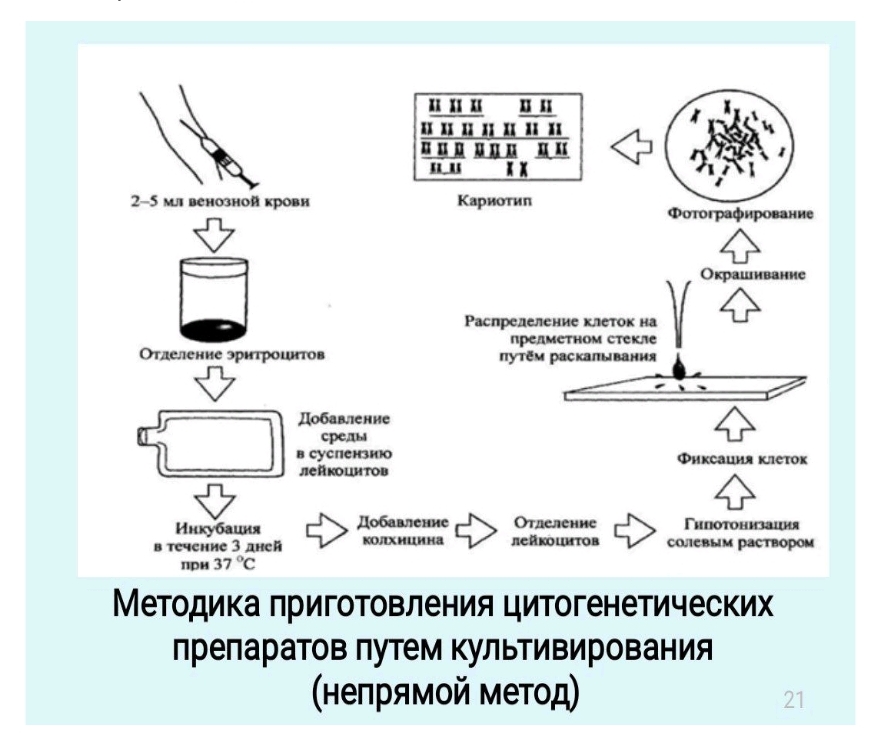 2–5 мл венозной крови
Отделение эритроцитов
Добавление
среды
в суспензию
лейкоцитов
Инкубация
в течение 3 дней
при 37 °C
Добавление
колхицина
Отделение
лейкоцитов
Гипотонизация
солевым раствором
Фиксация клеток
Распределение клеток на
предметном стекле
путём раскапывания
Окрашивание
Фотографирование
Кариотип
Методика приготовления цитогенетических
препаратов путем культивирования
(непрямой метод)
21